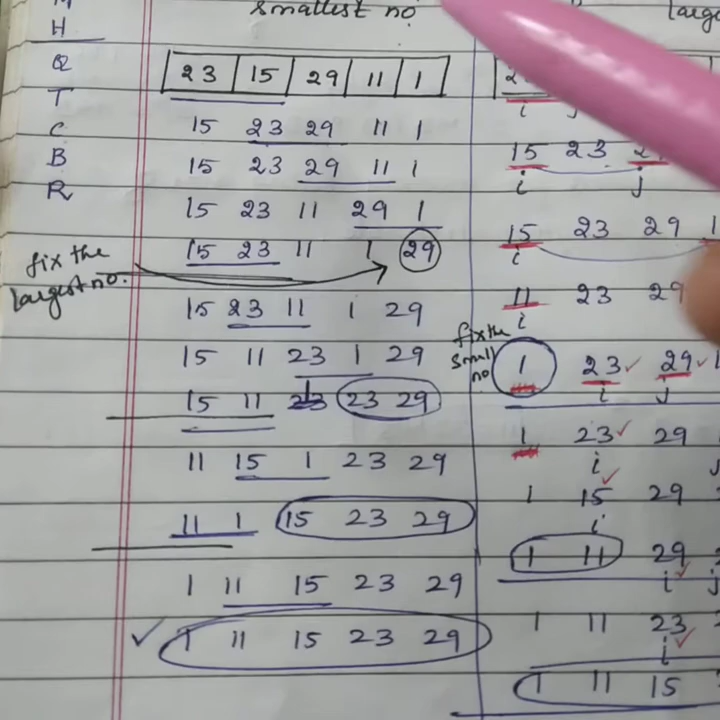 smallest no
H
Q
T
C
B
R
23 15 29 11 1
15 23 29 11 1
15 23 29 11 1
15 23 11 29 1
15 23 11 1 29
fix the
largest no.
15 23 11 1 29
15 11 23 1 29
15 11 1 23 29
11 15 1 23 29
11 1 15 23 29
1 11 15 23 29
1 11 15 23 29
i
15 23
i j
15 23 29
i
11 23 29
i
fix the
small
no
1 23 29
i j
1 23 29
i
1 15 29
i
1 11 29
i
1 11 23
i
1 11 15